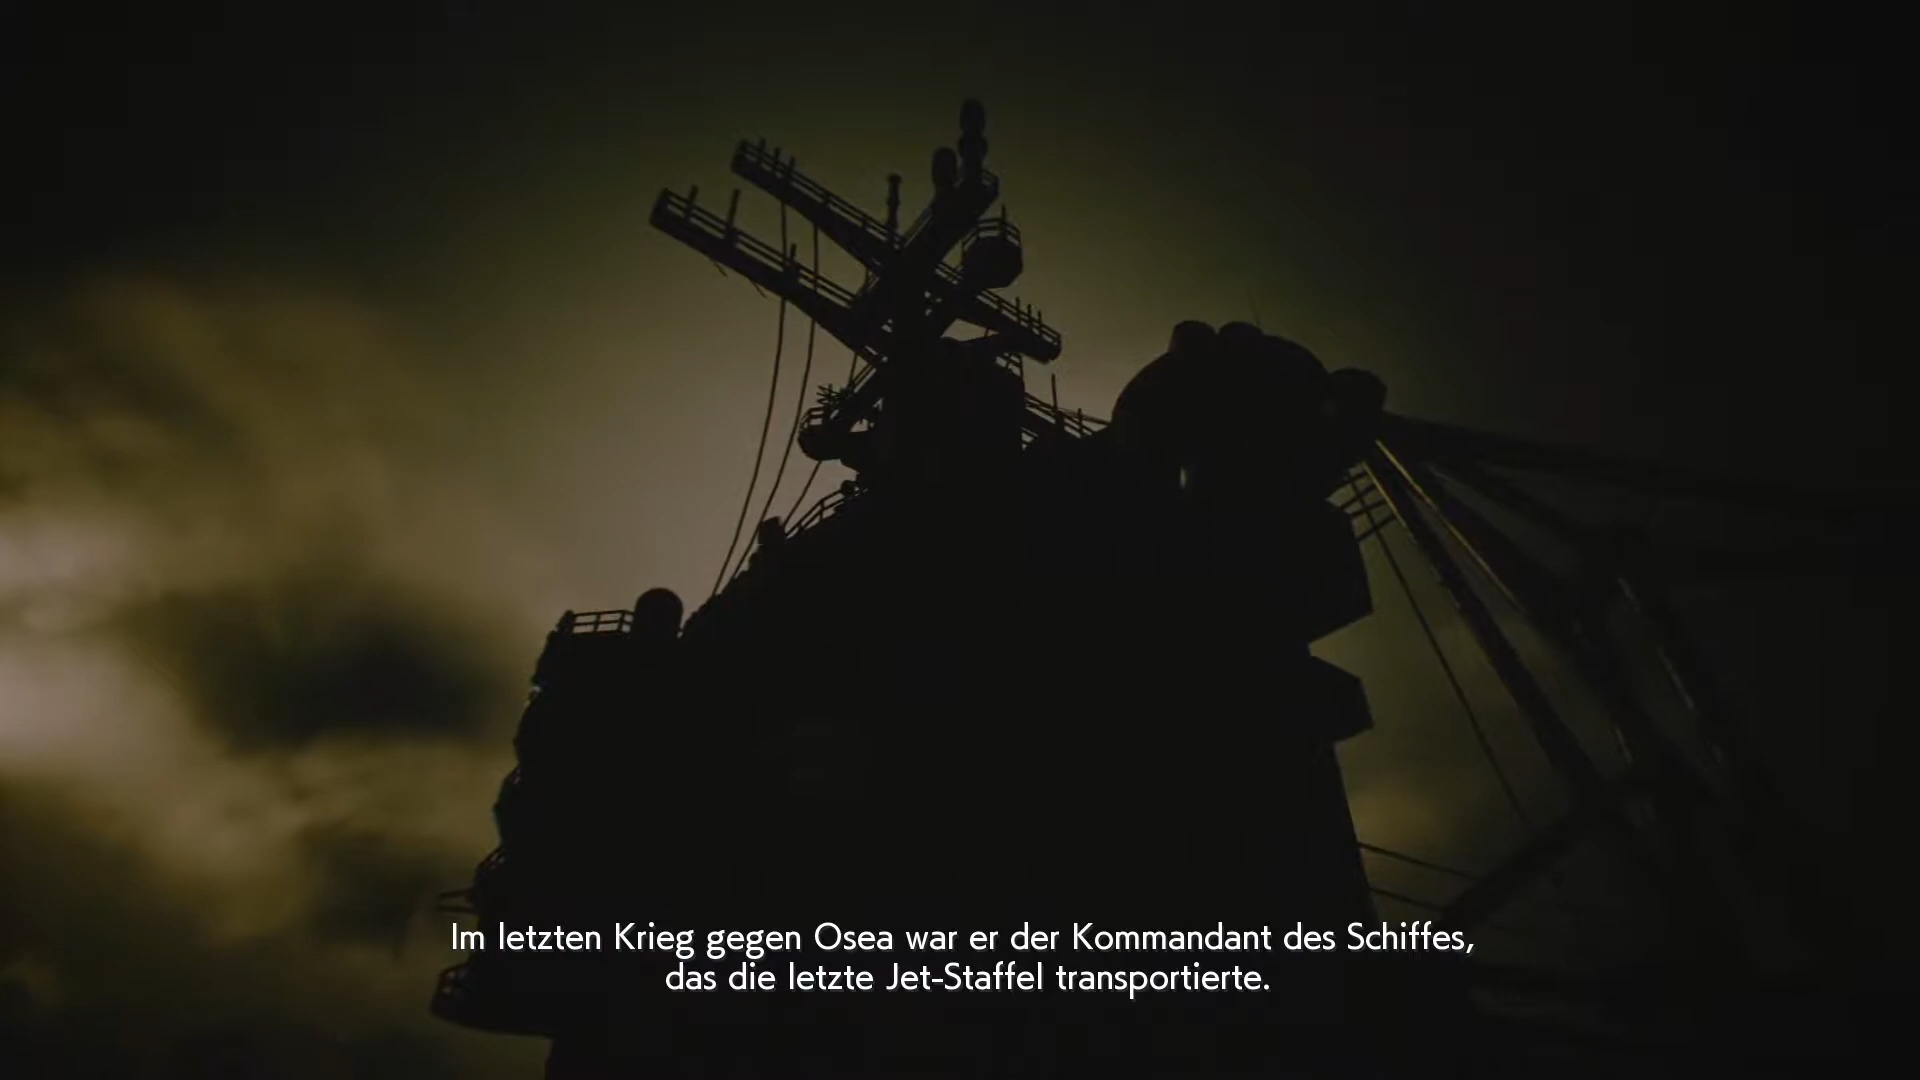 Im letzten Krieg gegen Osea war er der Kommandant des Schiffes,
das die letzte Jet-Staffel transportierte.